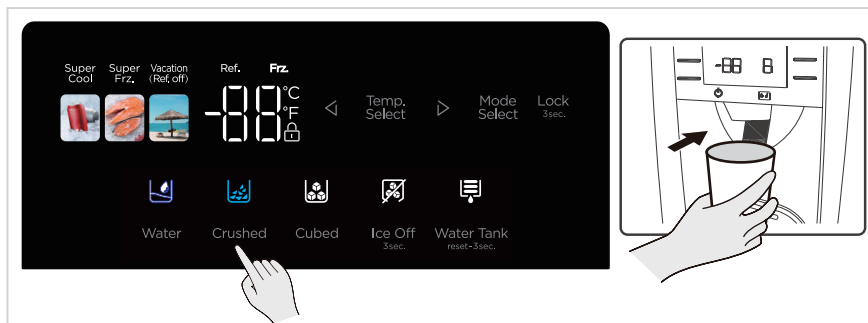 Super
Cool
Super
Frz.
Vacation
(Ref, off)
Ref.
Frz.
-88
°C
°F
Temp.
Select
Mode
Select
Lock
3sec.
Water
Crushed
Cubed
Ice Off
3sec.
Water Tank
reset-3sec.
-88 8